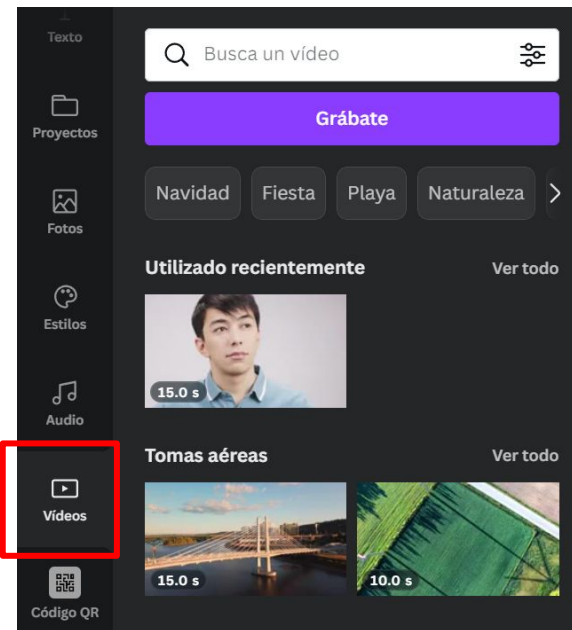 Texto
Proyectos
Fotos
Estilos
Audio
Vídeos
Código QR
Busca un vídeo
Grábate
Navidad Fiesta Playa Naturaleza
Utilizado recientemente Ver todo
15.0 s
Tomas aéreas Ver todo
15.0 s 10.0 s